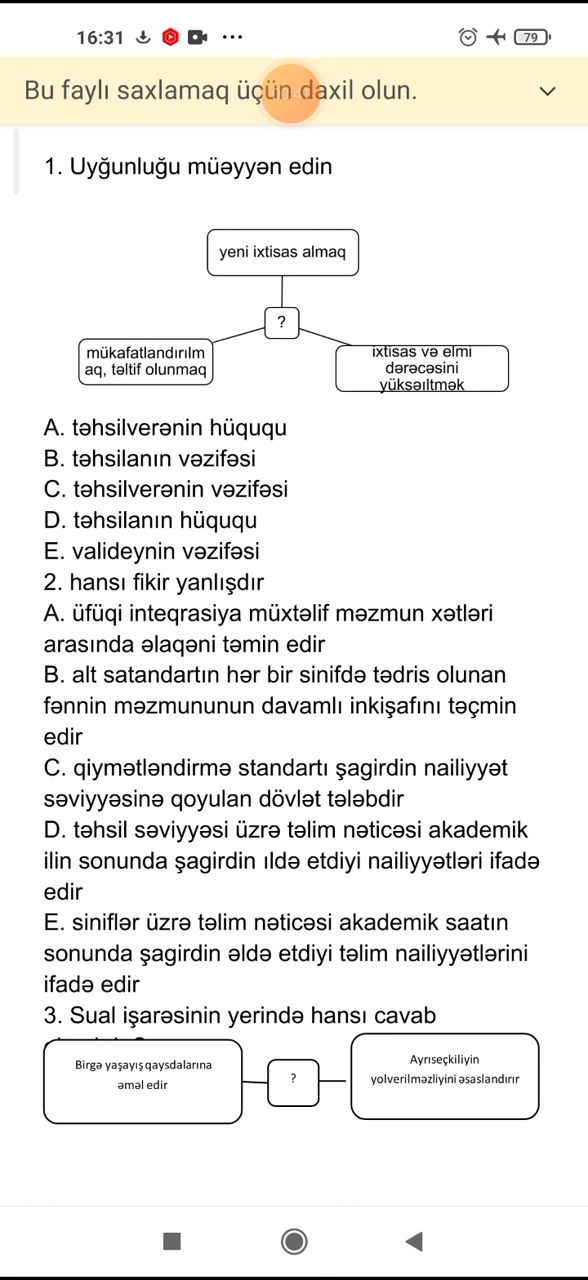 16:31
79
Bu faylı saxlamaq üçün daxil olun.
1. Uyğunluğu müəyyən edin
yeni ixtisas almaq
?
mükafatlandırılm
aq, təltif olunmaq
ixtisas və elmi
dərəcəsini
yüksəıltmək
A. təhsilverənin hüququ
B. təhsilanın vəzifəsi
C. təhsilverənin vəzifəsi
D. təhsilanın hüququ
E. valideynin vəzifəsi
2. hansı fikir yanlışdır
A. üfüqi inteqrasiya müxtəlif məzmun xətləri
arasında əlaqəni təmin edir
B. alt satandartın hər bir sinifdə tədris olunan
fənnin məzmununun davamlı inkişafını təçmin
edir
C. qiymətləndirmə standartı şagirdin nailiyyət
səviyyəsinə qoyulan dövlət tələbdir
D. təhsil səviyyəsi üzrə təlim nəticəsi akademik
ilin sonunda şagirdin ıldə etdiyi nailiyyətləri ifadə
edir
E. siniflər üzrə təlim nəticəsi akademik saatın
sonunda şagirdin əldə etdiyi təlim nailiyyətlərini
ifadə edir
3. Sual işarəsinin yerində hansı cavab
Birgə yaşayış qaysdalarına
əməl edir
?
Ayrıseçkiliyin
yolverilməzliyini əsaslandırır